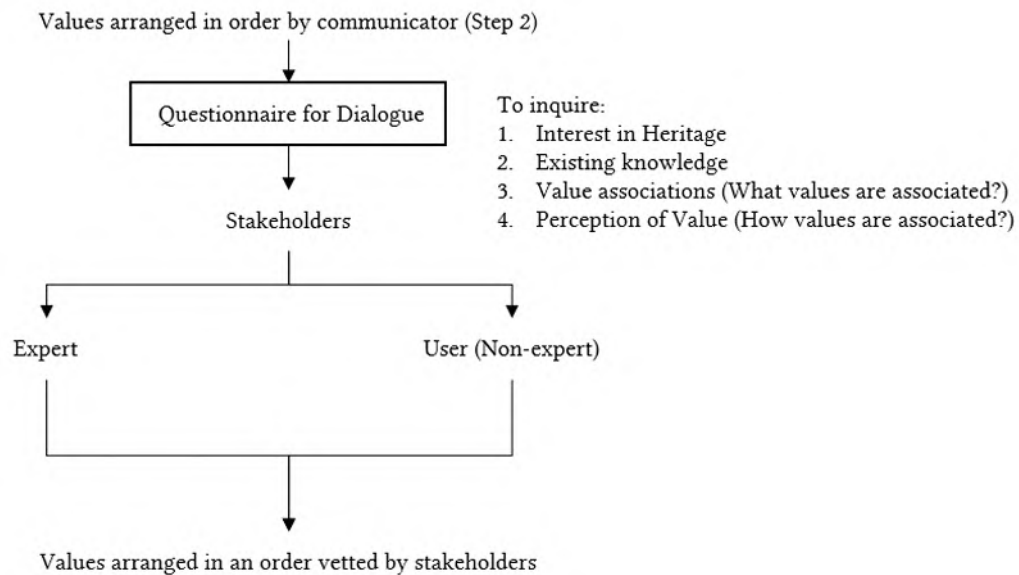 Values arranged in order by communicator (Step 2)
Questionnaire for Dialogue
To inquire:
1. Interest in Heritage
2. Existing knowledge
3. Value associations (What values are associated?)
4. Perception of Value (How values are associated?)
Stakeholders
Expert
User (Non-expert)
Values arranged in an order vetted by stakeholders